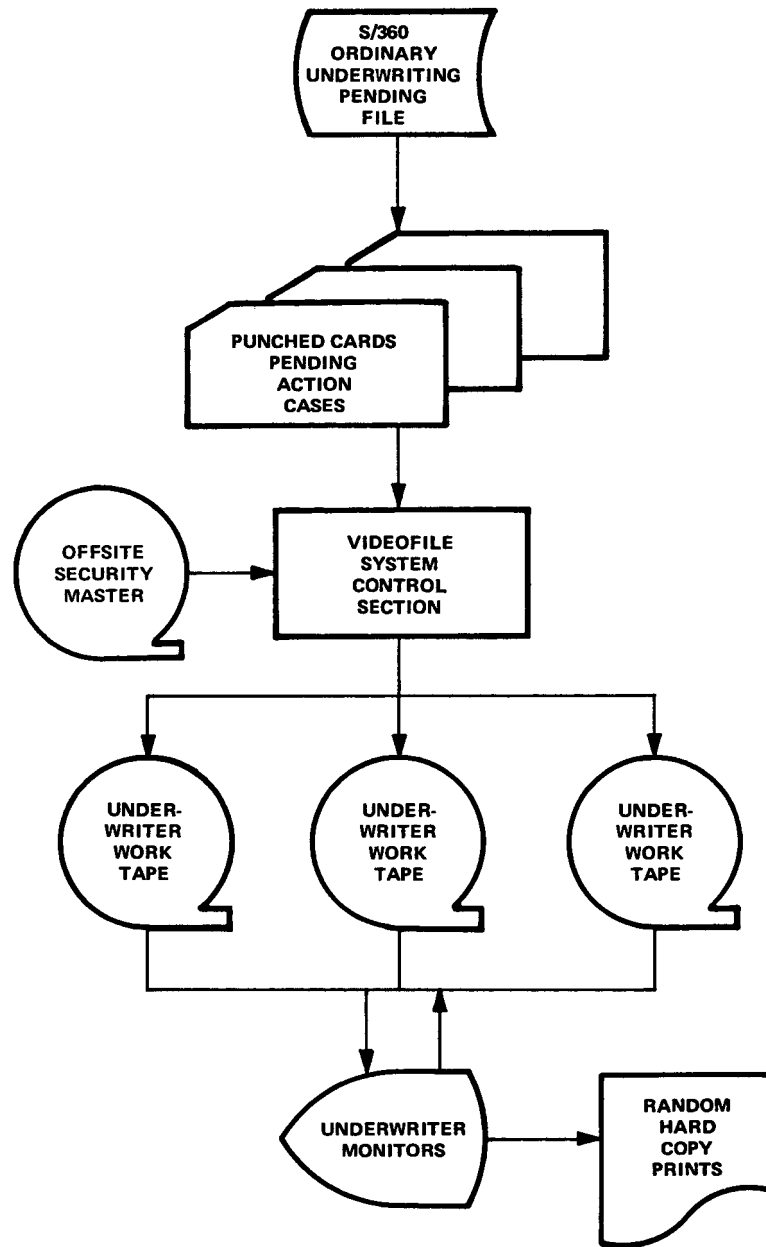 S/360
ORDINARY
UNDERWRITING
PENDING
FILE
PUNCHED CARDS
PENDING
ACTION
CASES
OFFSITE
SECURITY
MASTER
VIDEOFILE
SYSTEM
CONTROL
SECTION
UNDER-
WRITER
WORK
TAPE
UNDER-
WRITER
WORK
TAPE
UNDER-
WRITER
WORK
TAPE
UNDERWRITER
MONITORS
RANDOM
HARD
COPY
PRINTS